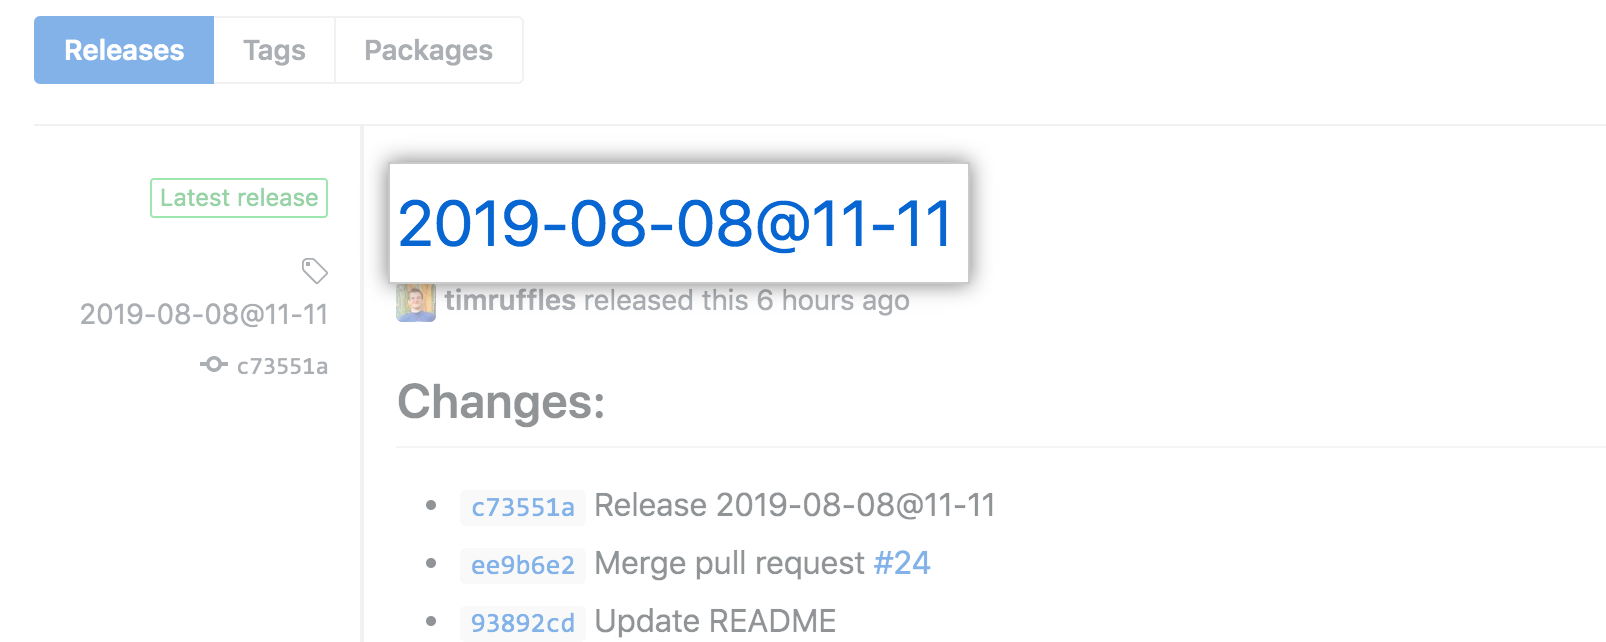 Releases Tags Packages
Latest release
2019-08-08@11-11
c73551a
2019-08-08@11-11
timruffles released this 6 hours ago
Changes:
• c73551a Release 2019-08-08@11-11
• ee9b6e2 Merge pull request #24
• 93892cd Update README